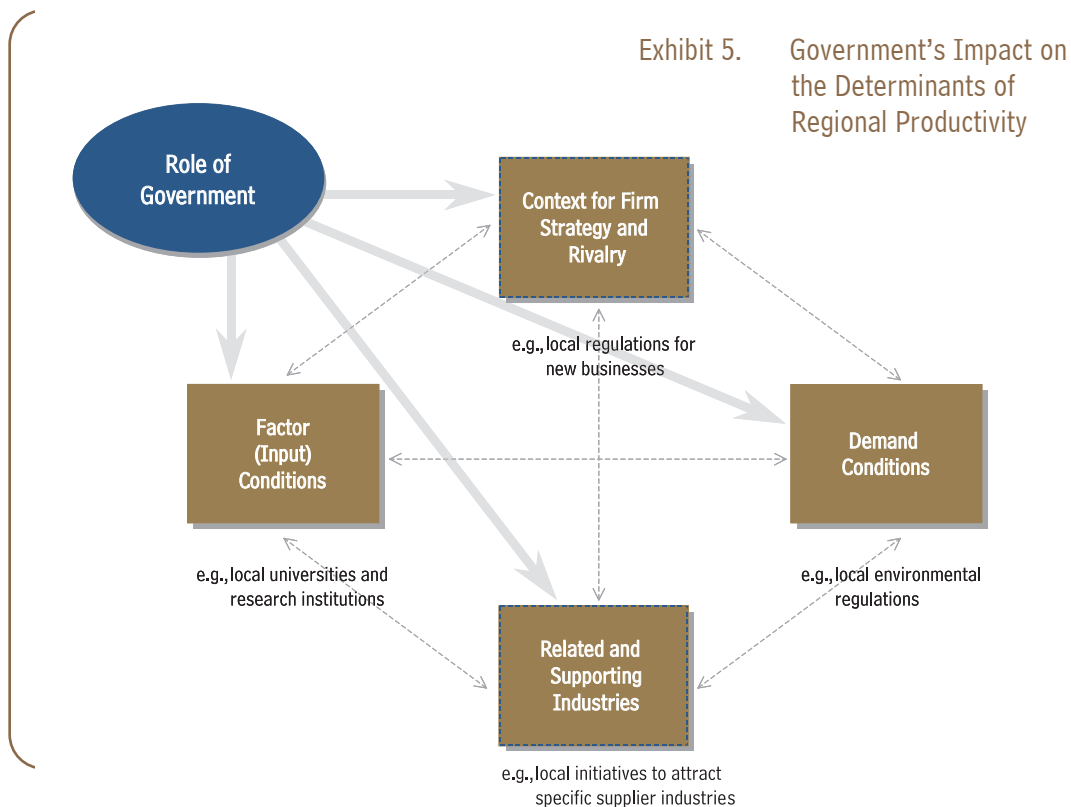 Exhibit 5. Government's Impact on
the Determinants of
Regional Productivity
Role of
Government
Context for Firm
Strategy and
Rivalry
e.g., local regulations for
new businesses
Factor
(Input)
Conditions
Demand
Conditions
e.g., local universities and
research institutions
e.g., local environmental
regulations
Related and
Supporting
Industries
e.g., local initiatives to attract
specific supplier industries